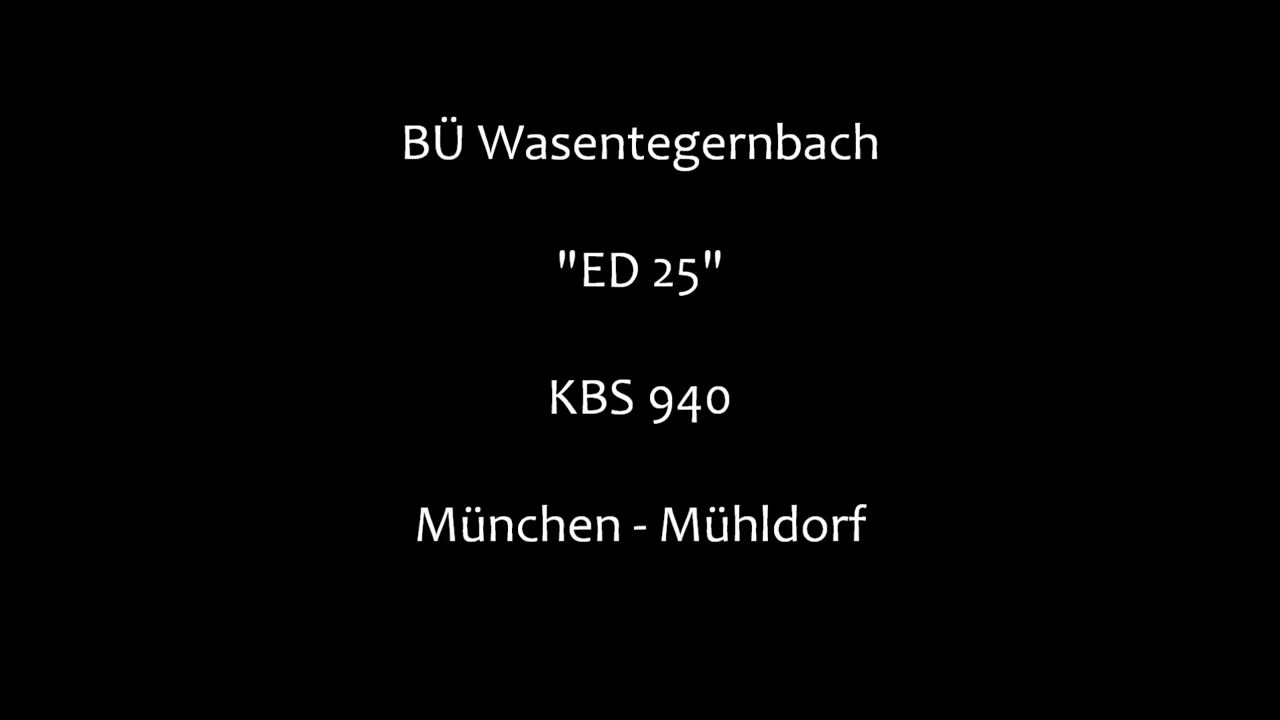 BÜ Wasentegernbach
"ED 25"
KBS 940
München - Mühldorf